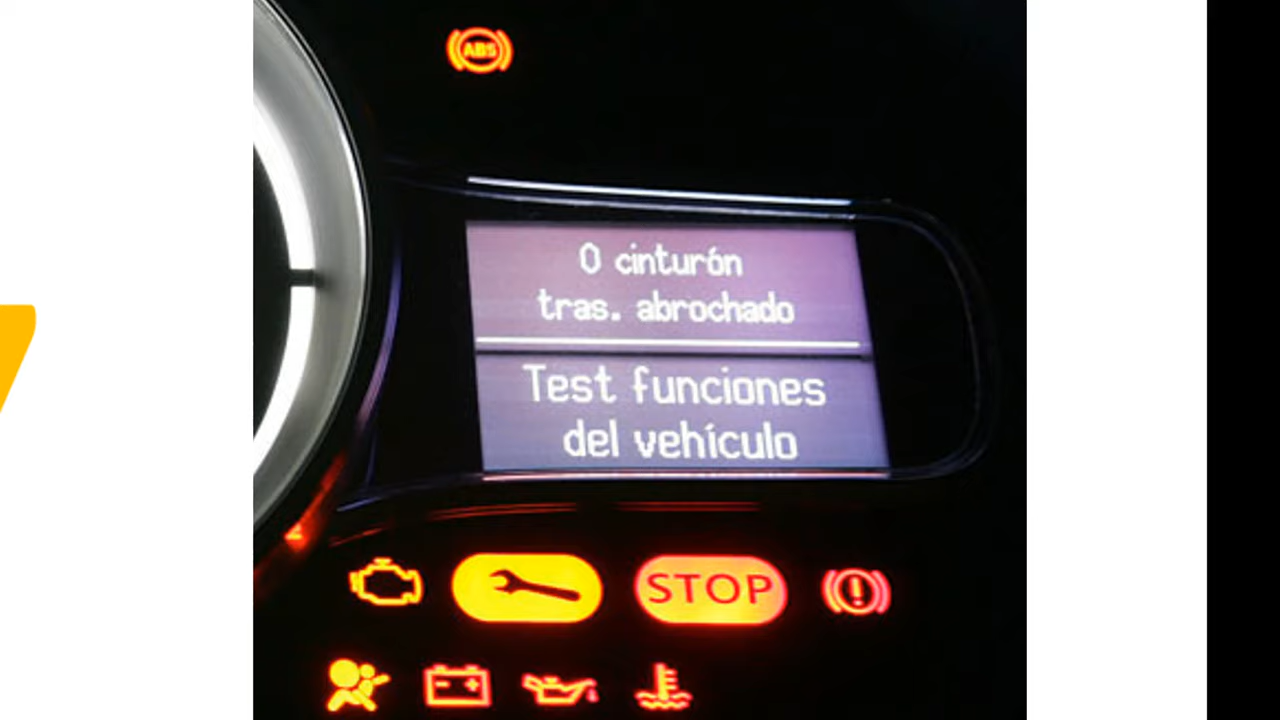 ABS
0 cinturón
tras. abrochado
Test funciones
del vehículo
STOP